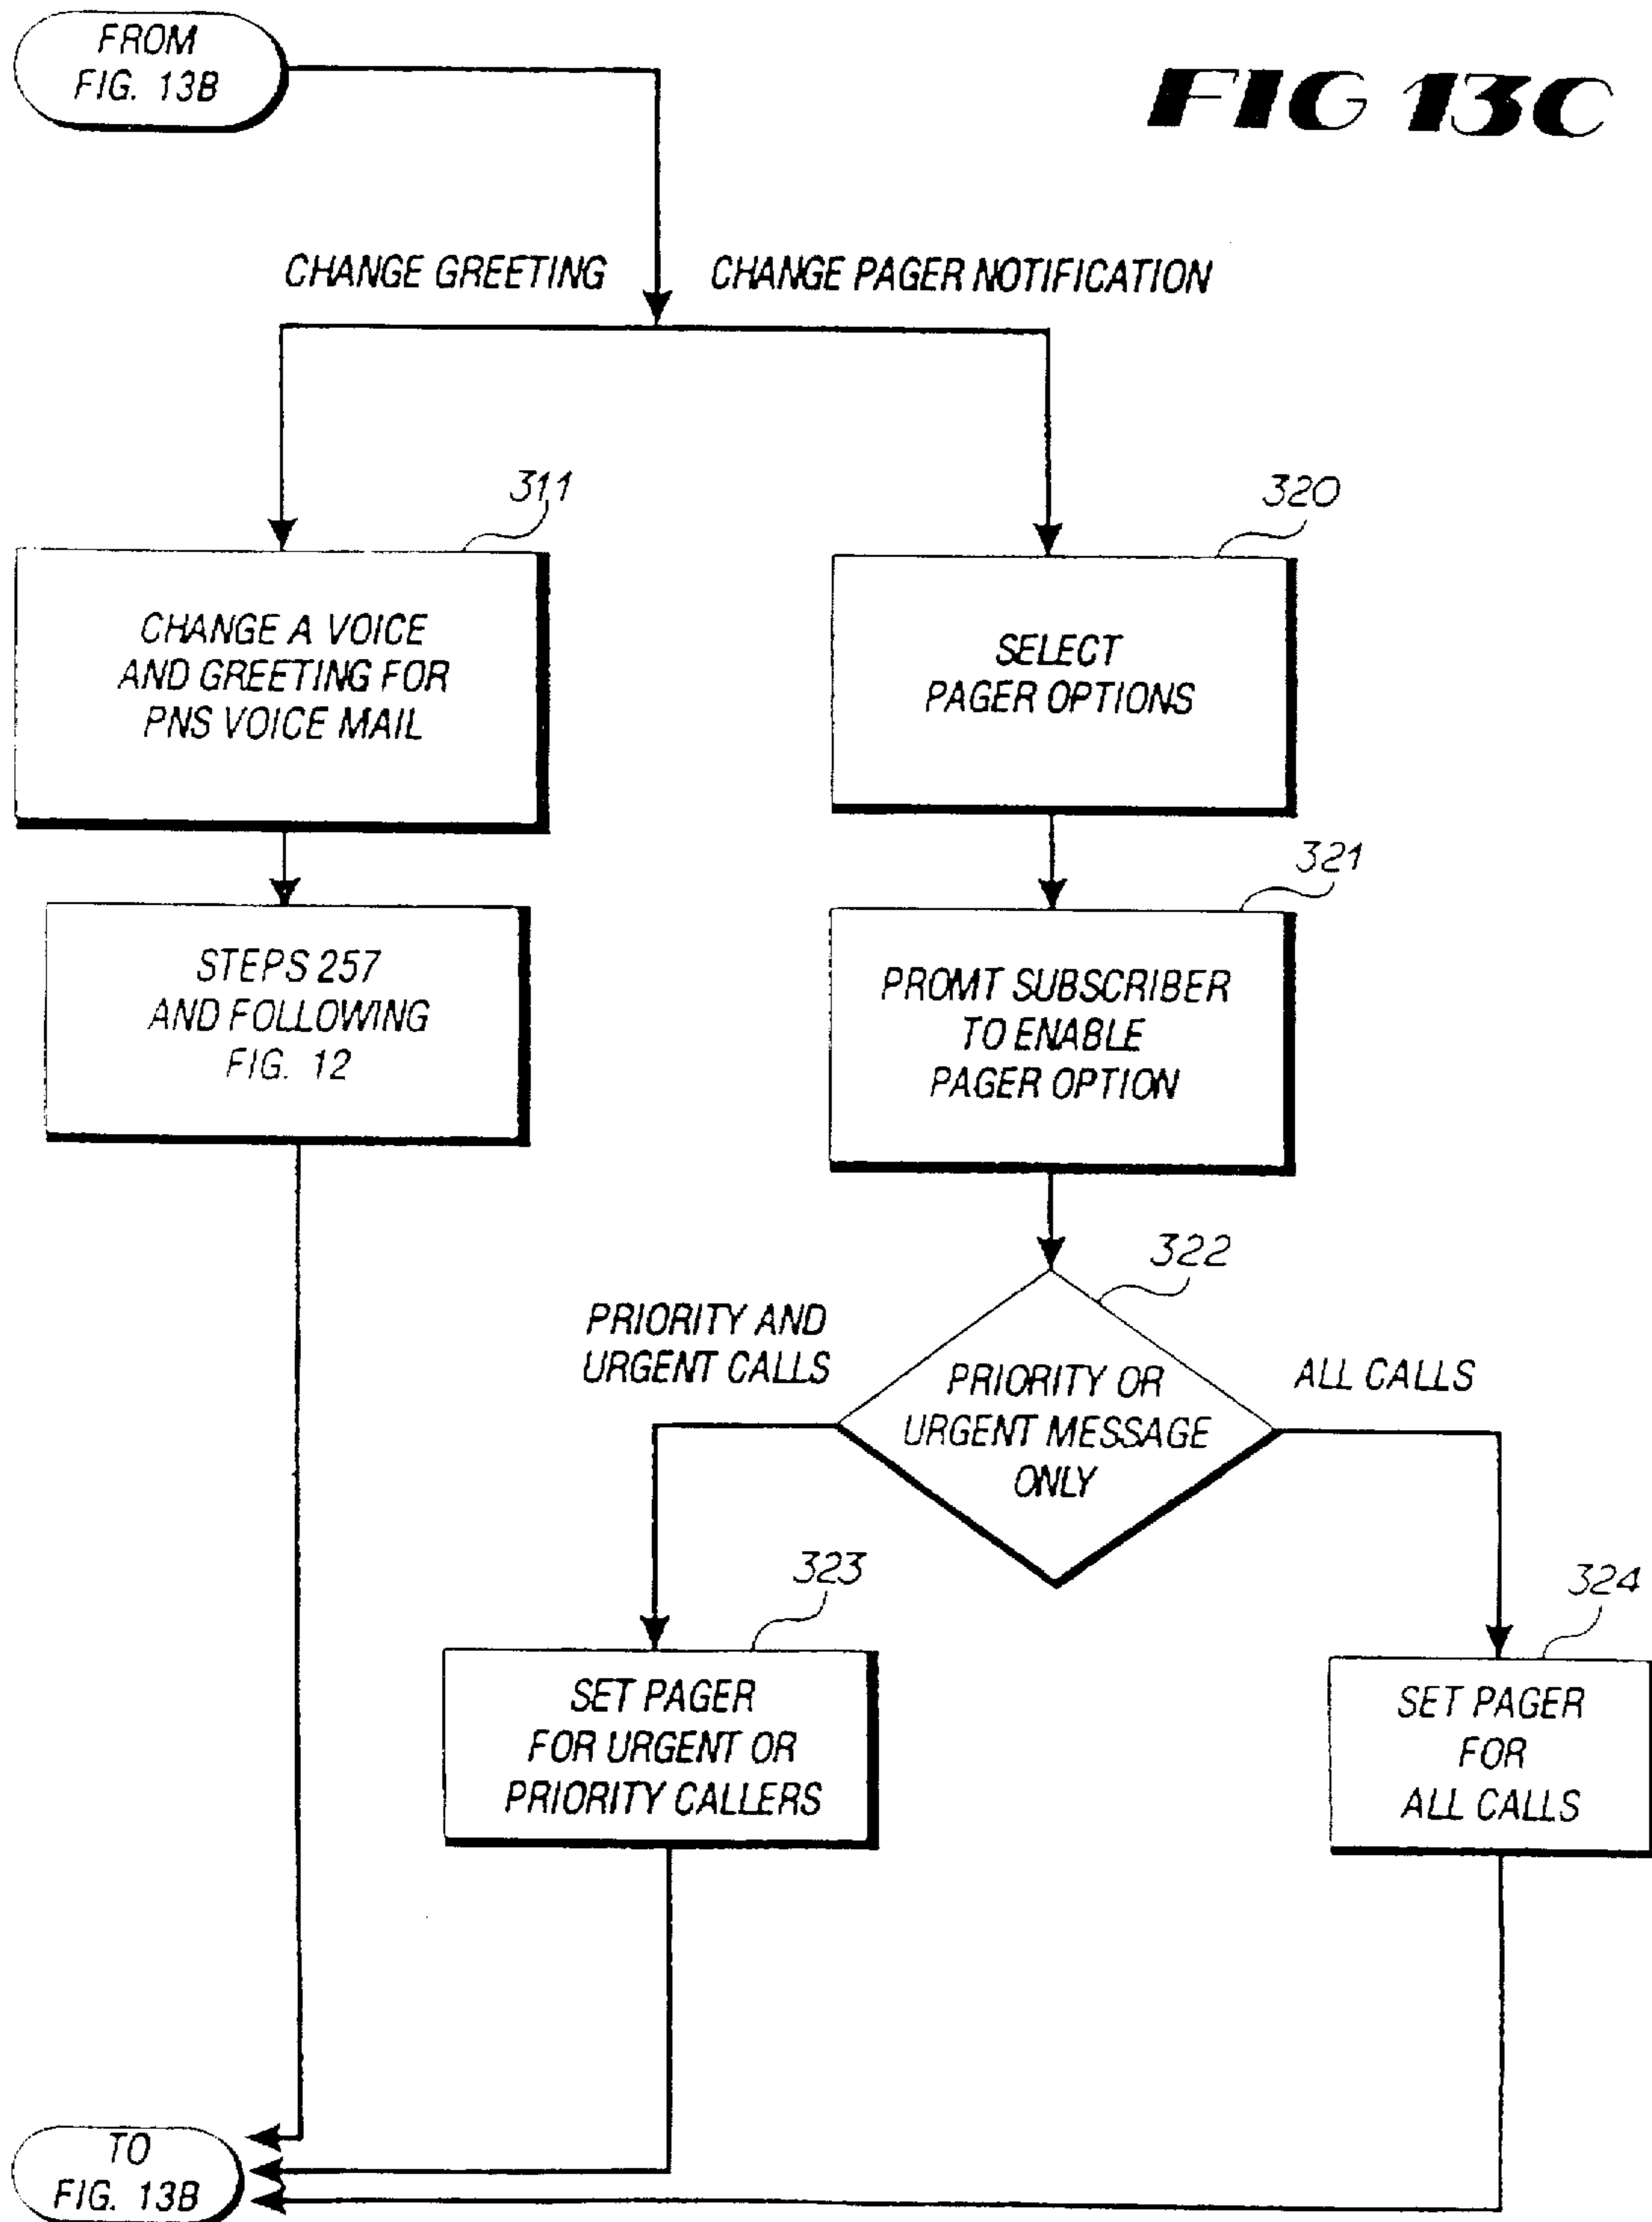 FROM
FIG. 13B
FIG 13C
CHANGE GREETING
CHANGE PAGER NOTIFICATION
311
CHANGE A VOICE
AND GREETING FOR
PNS VOICE MAIL
320
SELECT
PAGER OPTIONS
STEPS 257
AND FOLLOWING
FIG. 12
321
PROMT SUBSCRIBER
TO ENABLE
PAGER OPTION
322
PRIORITY AND
URGENT CALLS
PRIORITY OR
URGENT MESSAGE
ONLY
ALL CALLS
323
SET PAGER
FOR URGENT OR
PRIORITY CALLERS
324
SET PAGER
FOR
ALL CALLS
TO
FIG. 13B